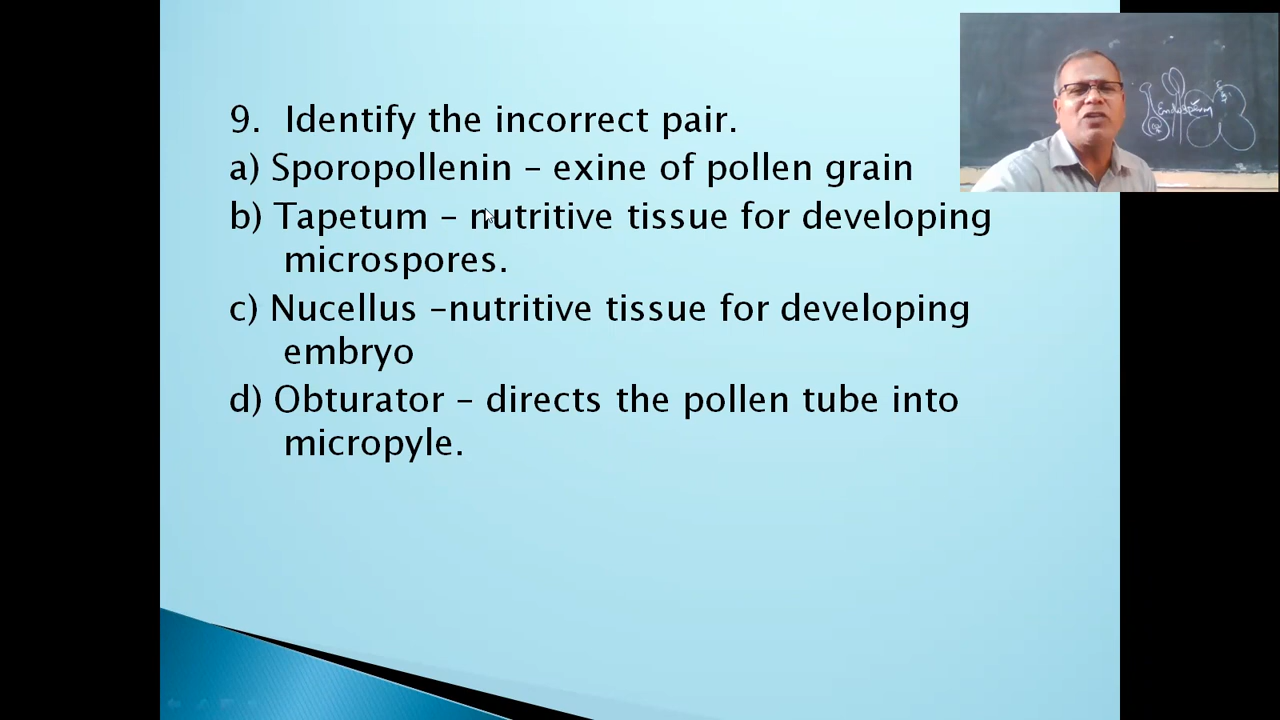 9. Identify the incorrect pair.
a) Sporopollenin – exine of pollen grain
b) Tapetum – nutritive tissue for developing
microspores.
c) Nucellus –nutritive tissue for developing
embryo
d) Obturator – directs the pollen tube into
micropyle.
Endosperm